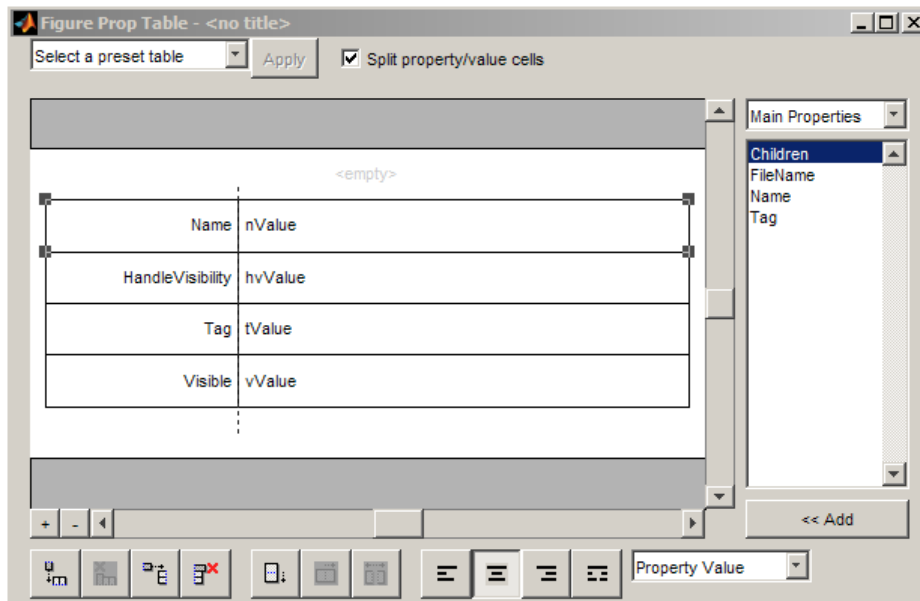 Figure Prop Table - <no title>
Select a preset table Apply Split property/value cells
Main Properties
<empty>
Children
FileName
Name
Tag
Name nValue
HandleVisibility hvValue
Tag tValue
Visible vValue
+ -
<< Add
Property Value